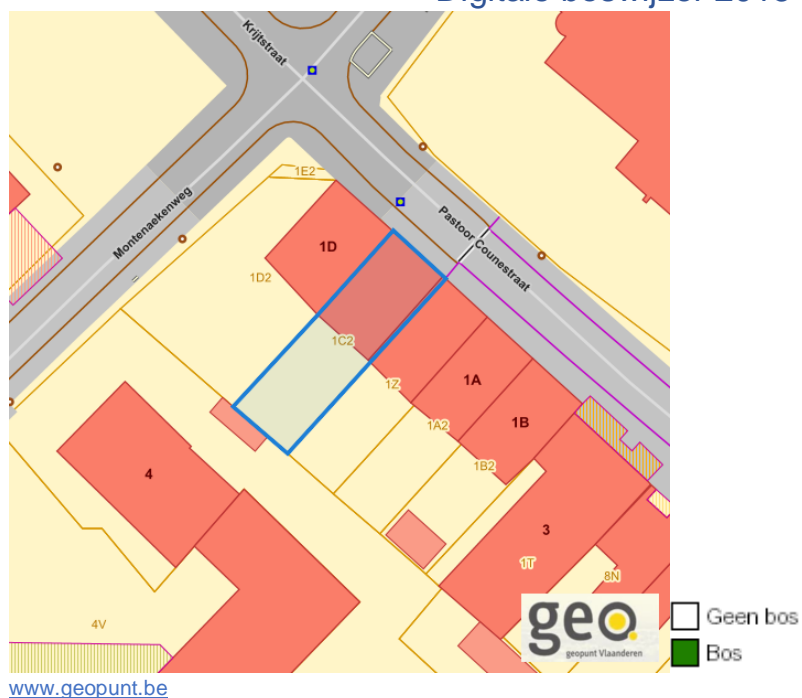 Krijtstraat
1E2
Montenaekenweg
Pastoor Counestraat
1D
1D2
1C2
1Z
1A
1A2
1B
1B2
4
3
1T
8N
4V
geo.
geopunt Vlaanderen
Geen bos
Bos
www.geopunt.be